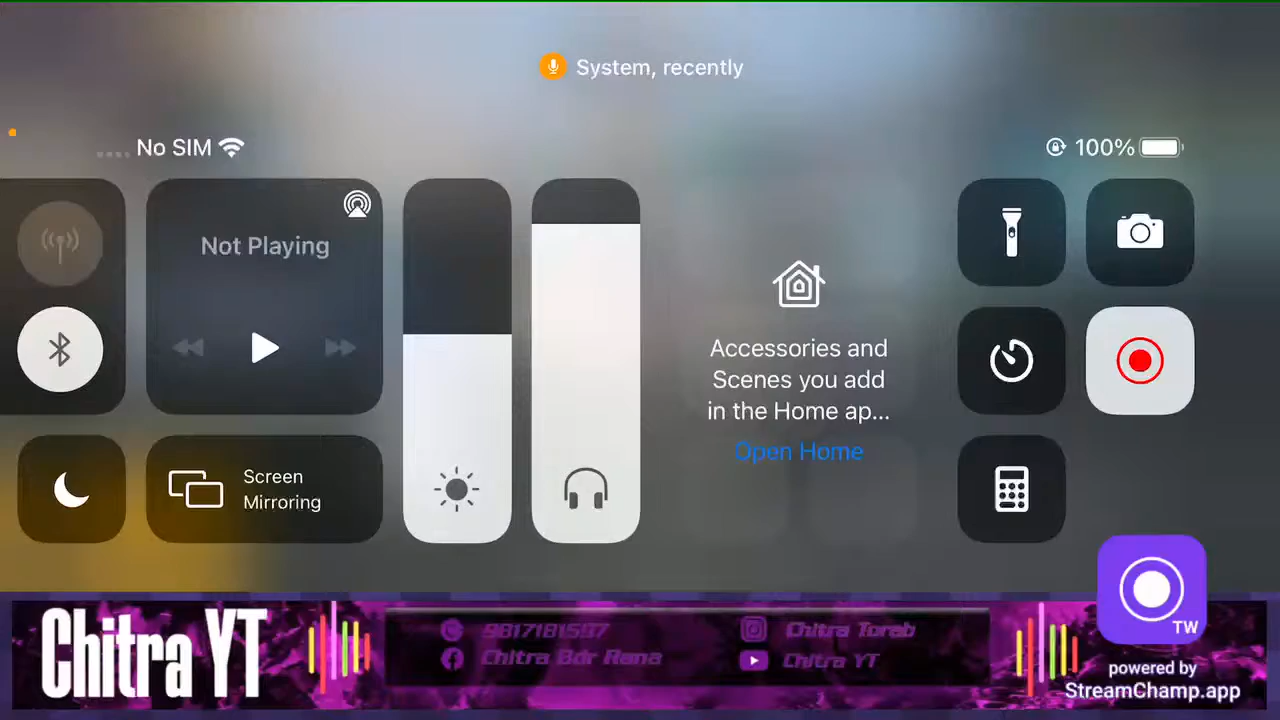 System, recently
No SIM
100%
Not Playing
Accessories and
Scenes you add
in the Home ap...
Open Home
Screen
Mirroring
Chitra YT
9817181597
Chitra Bdr Rana
Chitra Torab
Chitra YT
TW
powered by
StreamChamp.app